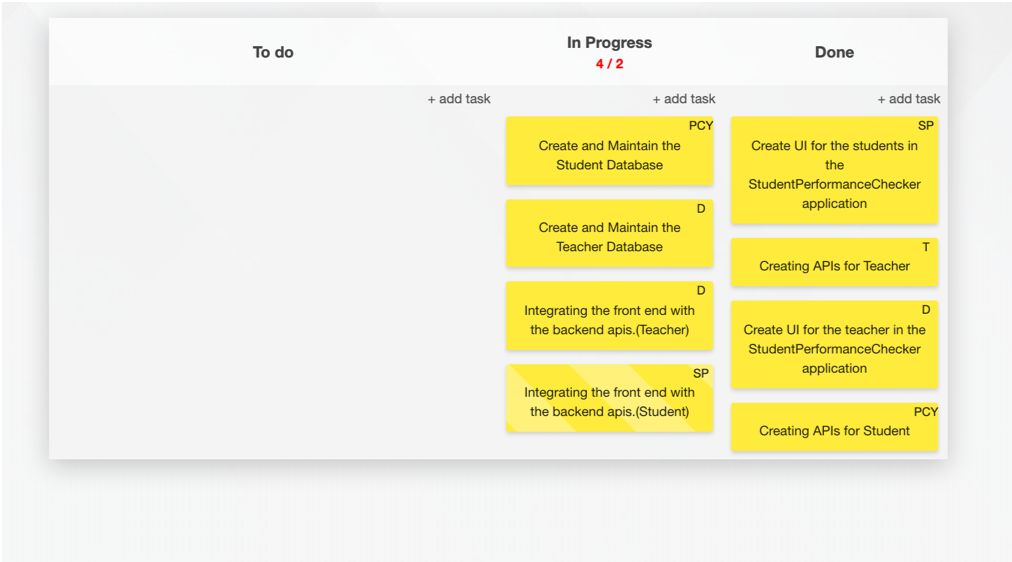 To do
In Progress
4 / 2
Done
+ add task
+ add task
+ add task
PCY
Create and Maintain the
Student Database
D
Create and Maintain the
Teacher Database
D
Integrating the front end with
the backend apis.(Teacher)
SP
Integrating the front end with
the backend apis.(Student)
SP
Create UI for the students in
the
StudentPerformanceChecker
application
T
Creating APIs for Teacher
D
Create UI for the teacher in the
StudentPerformanceChecker
application
PCY
Creating APIs for Student